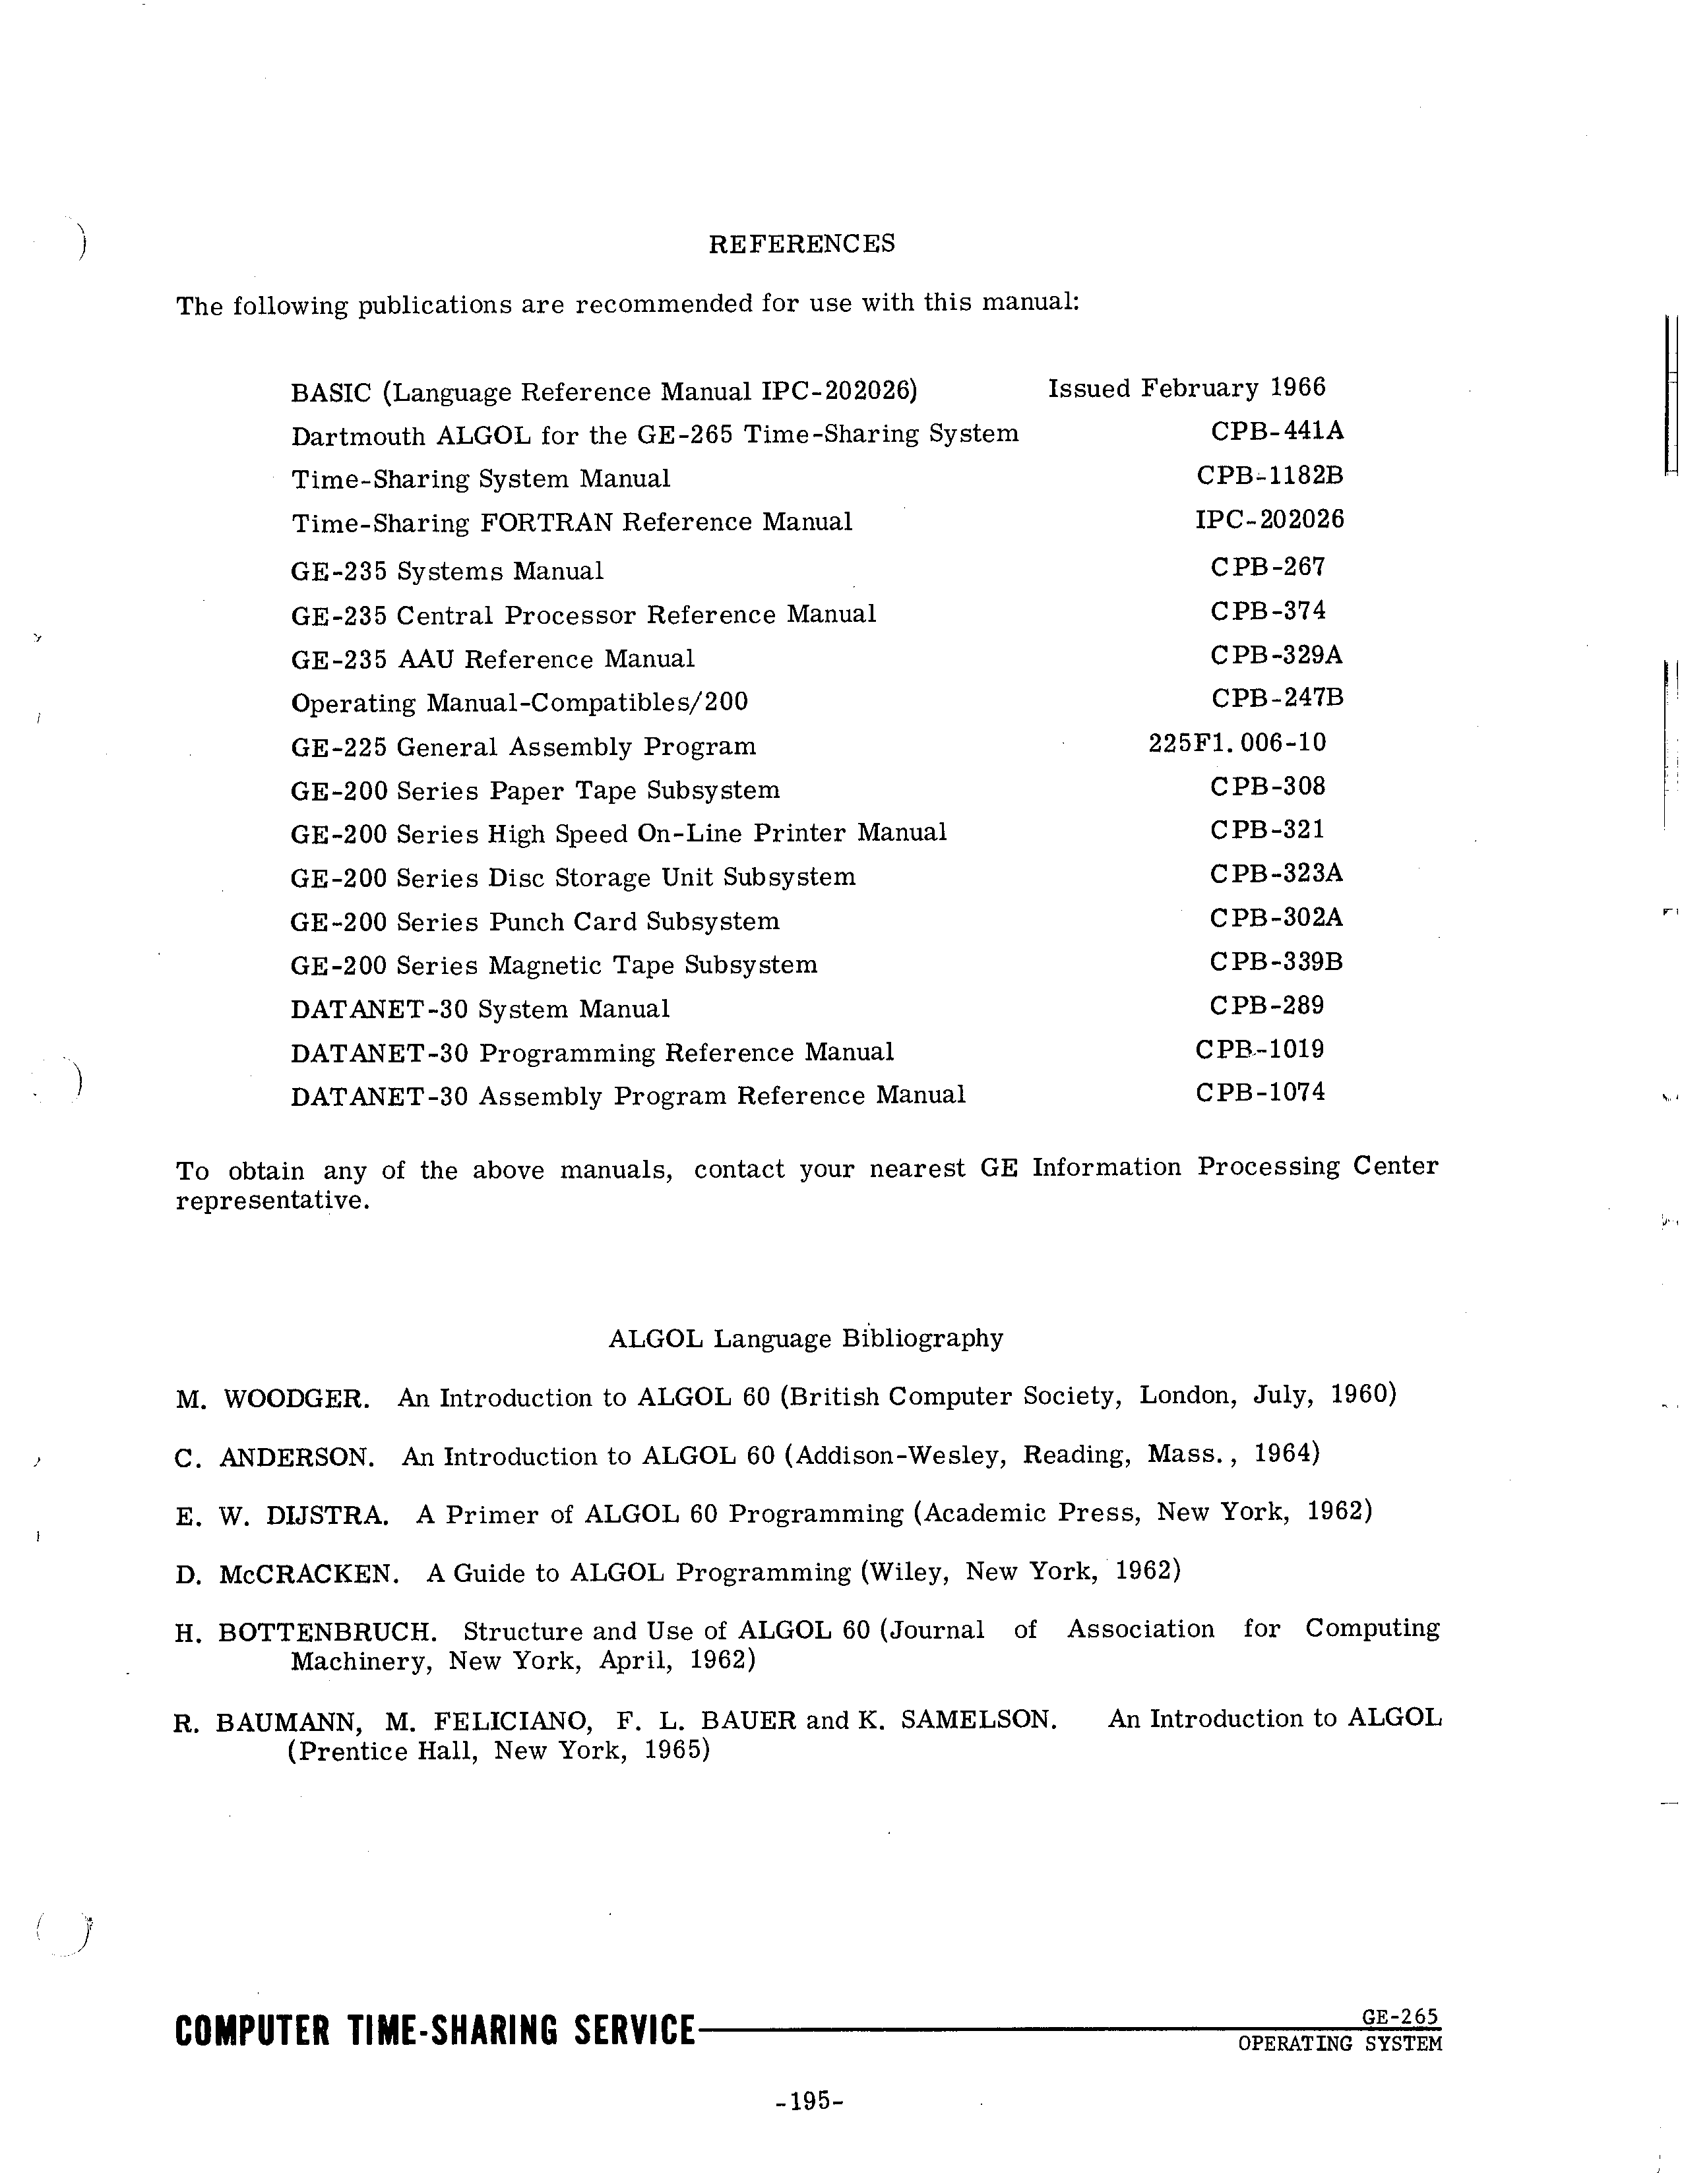 REFERENCES
The following publications are recommended for use with this manual:
BASIC (Language Reference Manual IPC-202026) Issued February 1966
Dartmouth ALGOL for the GE-265 Time-Sharing System CPB-441A
Time-Sharing System Manual CPB-1182B
Time-Sharing FORTRAN Reference Manual IPC-202026
GE-235 Systems Manual CPB-267
GE-235 Central Processor Reference Manual CPB-374
GE-235 AAU Reference Manual CPB-329A
Operating Manual-Compatibles/200 CPB-247B
GE-225 General Assembly Program 225F1.006-10
GE-200 Series Paper Tape Subsystem CPB-308
GE-200 Series High Speed On-Line Printer Manual CPB-321
GE-200 Series Disc Storage Unit Subsystem CPB-323A
GE-200 Series Punch Card Subsystem CPB-302A
GE-200 Series Magnetic Tape Subsystem CPB-339B
DATANET-30 System Manual CPB-289
DATANET-30 Programming Reference Manual CPB-1019
DATANET-30 Assembly Program Reference Manual CPB-1074
To obtain any of the above manuals, contact your nearest GE Information Processing Center
representative.
ALGOL Language Bibliography
M. WOODGER. An Introduction to ALGOL 60 (British Computer Society, London, July, 1960)
C. ANDERSON. An Introduction to ALGOL 60 (Addison-Wesley, Reading, Mass., 1964)
E. W. DIJSTRA. A Primer of ALGOL 60 Programming (Academic Press, New York, 1962)
D. McCRACKEN. A Guide to ALGOL Programming (Wiley, New York, 1962)
H. BOTTENBRUCH. Structure and Use of ALGOL 60 (Journal of Association for Computing
Machinery, New York, April, 1962)
R. BAUMANN, M. FELICIANO, F. L. BAUER and K. SAMELSON. An Introduction to ALGOL
(Prentice Hall, New York, 1965)
COMPUTER TIME-SHARING SERVICE GE-265
OPERATING SYSTEM
-195-